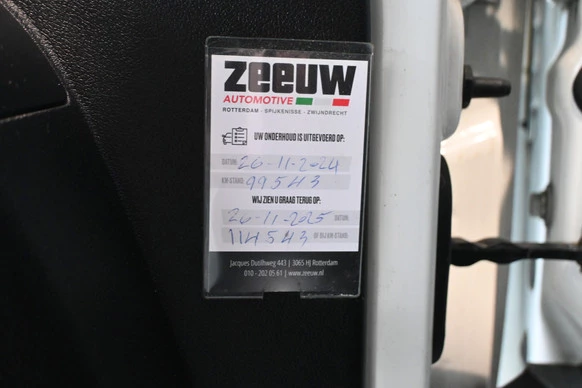 zeeuw
AUTOMOTIVE
ROTTERDAM - SPIJKENISSE - ZWIJNDRECHT
UW ONDERHOUD IS UITGEVOERD OP:
DATUM: 26-11-2024
KM STAND: 99543
WIJ ZIEN U GRAAG TERUG OP:
26-11-2025 DATUM:
114543 OF BIJ KM STAND:
Jacques Dutilhweg 443 | 3065 HJ Rotterdam
010 - 202 05 61 | www.zeeuw.nl